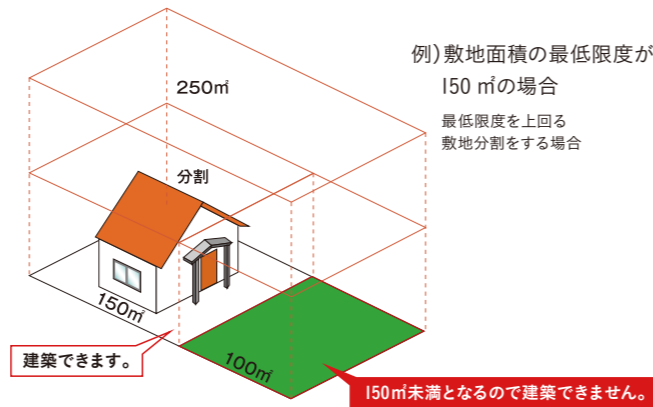 例)敷地面積の最低限度が
150㎡の場合
最低限度を上回る
敷地分割をする場合
250㎡
分割
150㎡
100㎡
建築できます。
150㎡未満となるので建築できません。